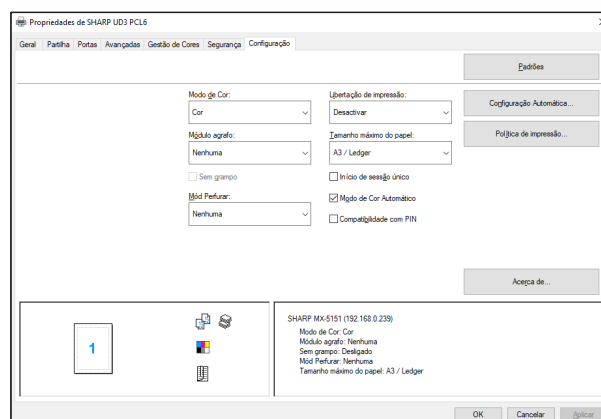 Propriedades de SHARP UD3 PCL6
Geral Partilha Portas Avançadas Gestão de Cores Segurança Configuração
Padrões
Modo de Cor: Libertação de impressão:
Cor Desactivar
Configuração Automática...
Módulo agrafo: Tamanho máximo do papel:
Nenhuma A3 / Ledger
Política de impressão...
Sem grampo Início de sessão único
Mód Perfurar: Modo de Cor Automático
Nenhuma Compatibilidade com PIN
Acerca de...
1
SHARP MX-5151 (192.168.0.239)
Modo de Cor: Cor
Módulo agrafo: Nenhuma
Sem grampo: Desligado
Mód Perfurar: Nenhuma
Tamanho máximo do papel: A3 / Ledger
OK Cancelar Aplicar